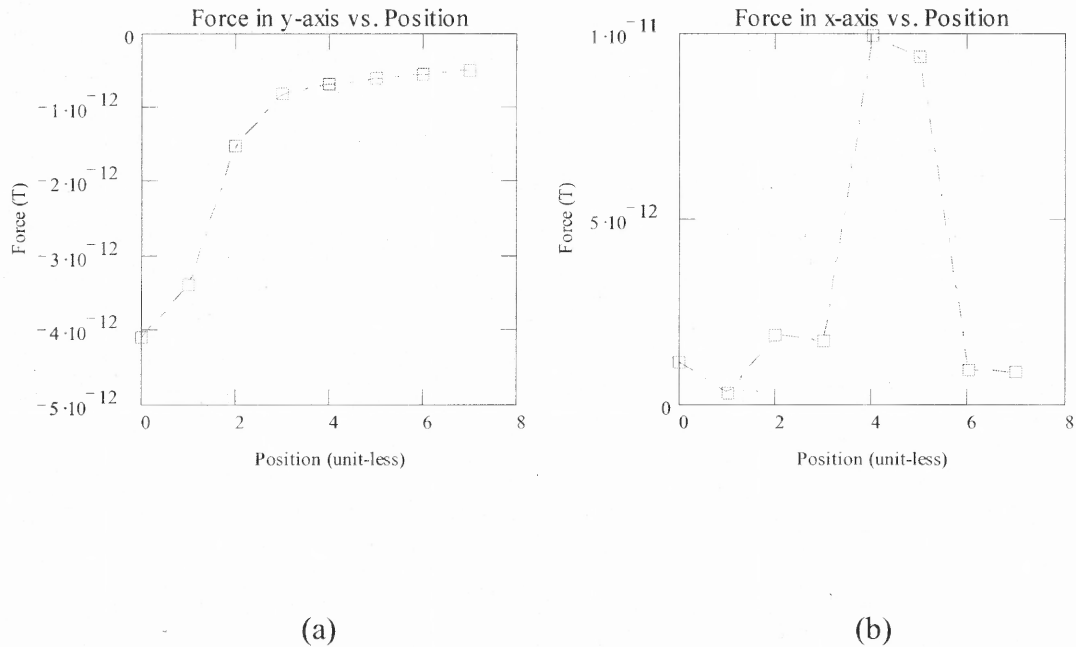 Force in y-axis vs. Position
0
−1·10⁻¹²
−2·10⁻¹²
−3·10⁻¹²
−4·10⁻¹²
−5·10⁻¹²
Force (T)
0 2 4 6 8
Position (unit-less)
(a)
Force in x-axis vs. Position
1·10⁻¹¹
5·10⁻¹²
0
Force (T)
0 2 4 6 8
Position (unit-less)
(b)